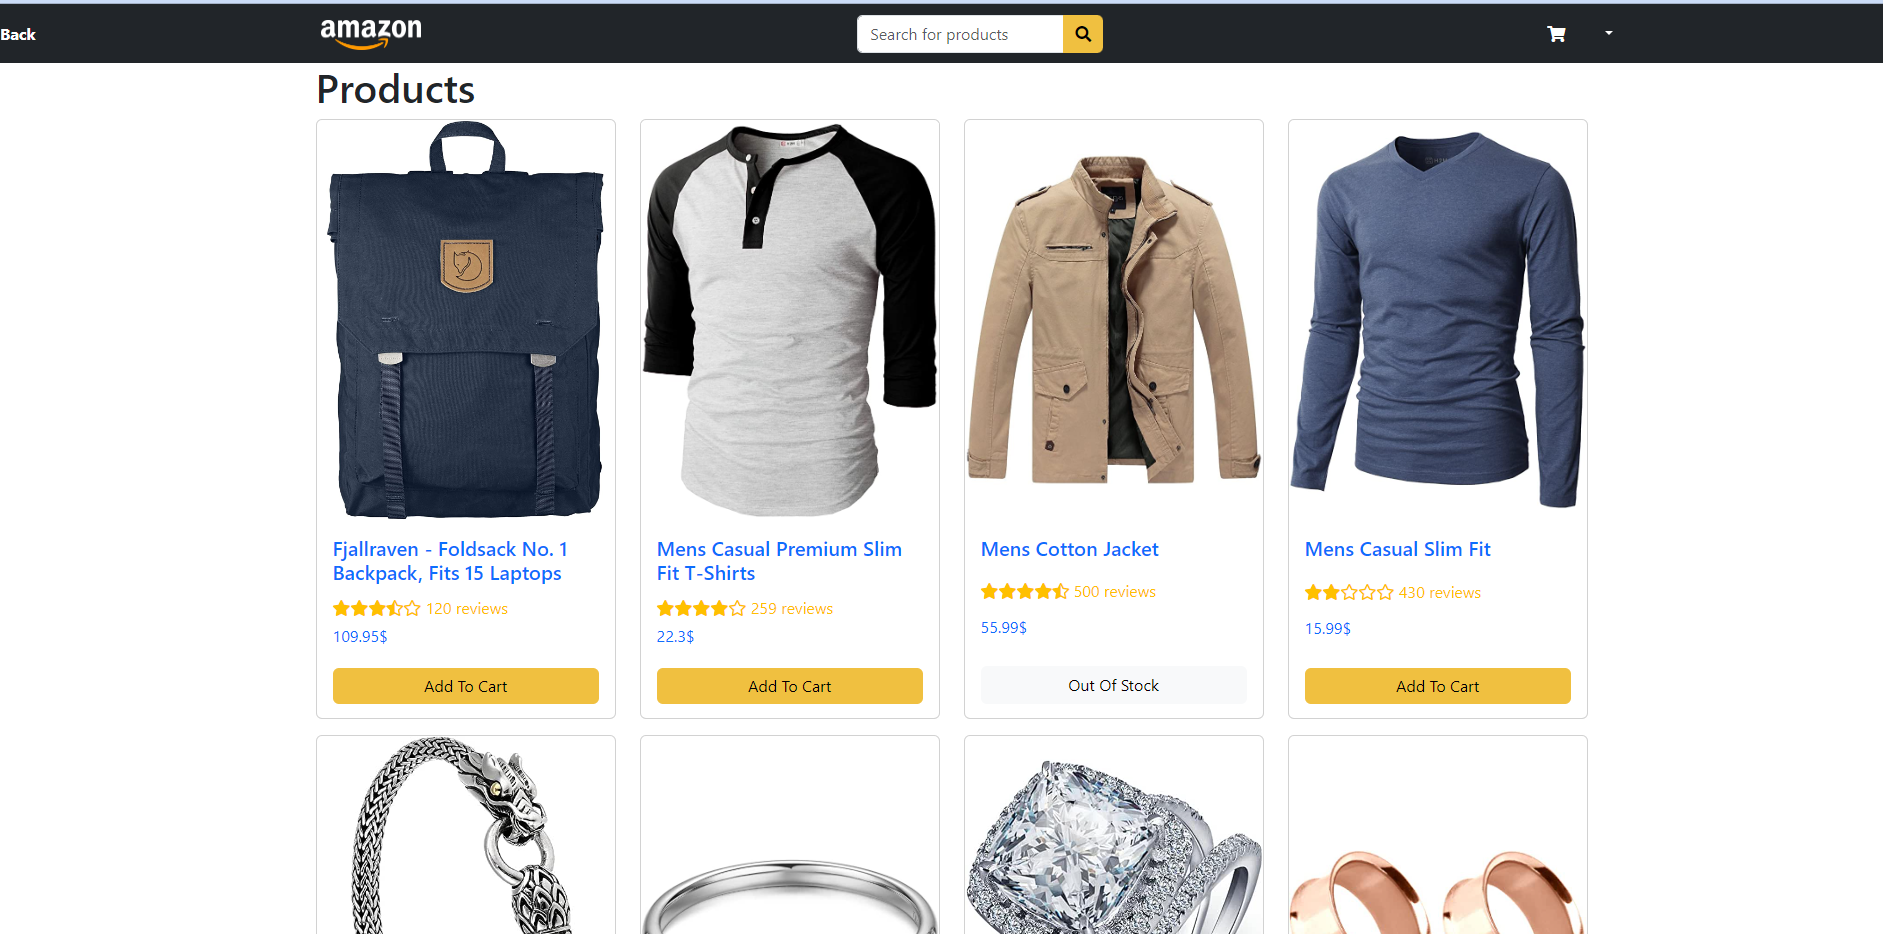 Back
amazon
Search for products
Products
Fjallraven - Foldsack No. 1
Backpack, Fits 15 Laptops
120 reviews
109.95$
Add To Cart
Mens Casual Premium Slim
Fit T-Shirts
259 reviews
22.3$
Add To Cart
Mens Cotton Jacket
500 reviews
55.99$
Out Of Stock
Mens Casual Slim Fit
430 reviews
15.99$
Add To Cart